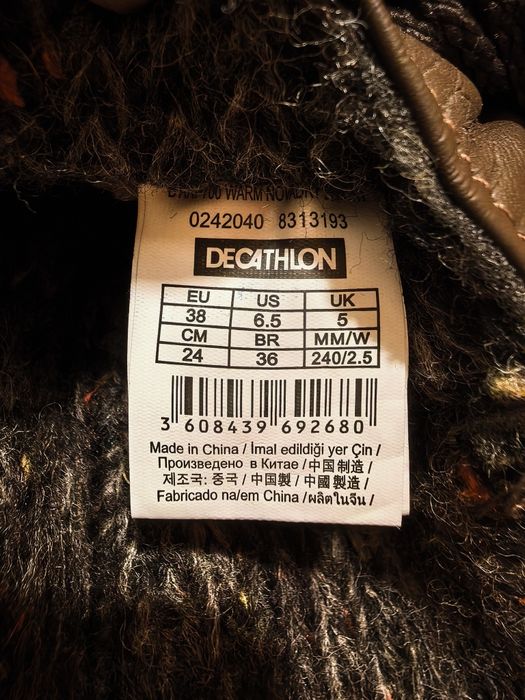 WARM
0242040 8313193
DECATHLON
EU US UK
38 6.5 5
CM BR MM/W
24 36 240/2.5
3 608439 692680
Made in China / İmal edildiği yer Çin /
Произведено в Китае / 中国制造 /
제조국: 중국 / 中国製 / 中國製造 /
Fabricado na/em China / ผลิตในจีน /